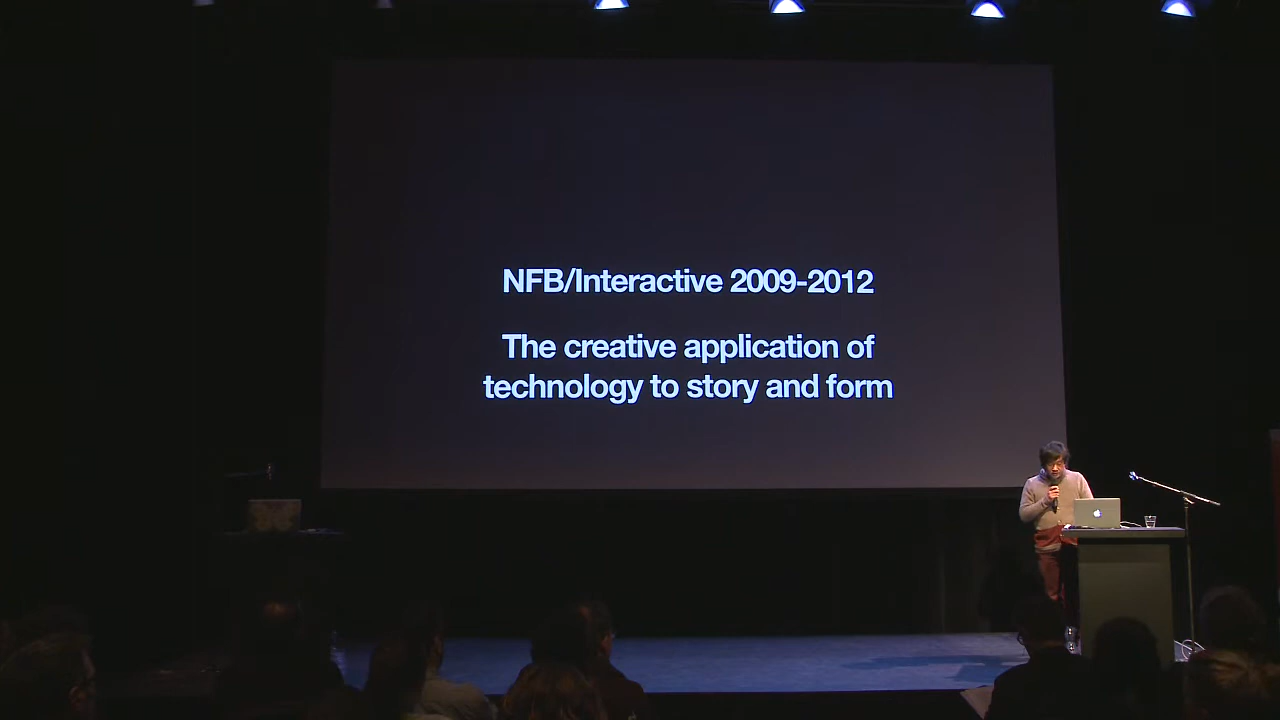 NFB/Interactive 2009-2012
The creative application of
technology to story and form